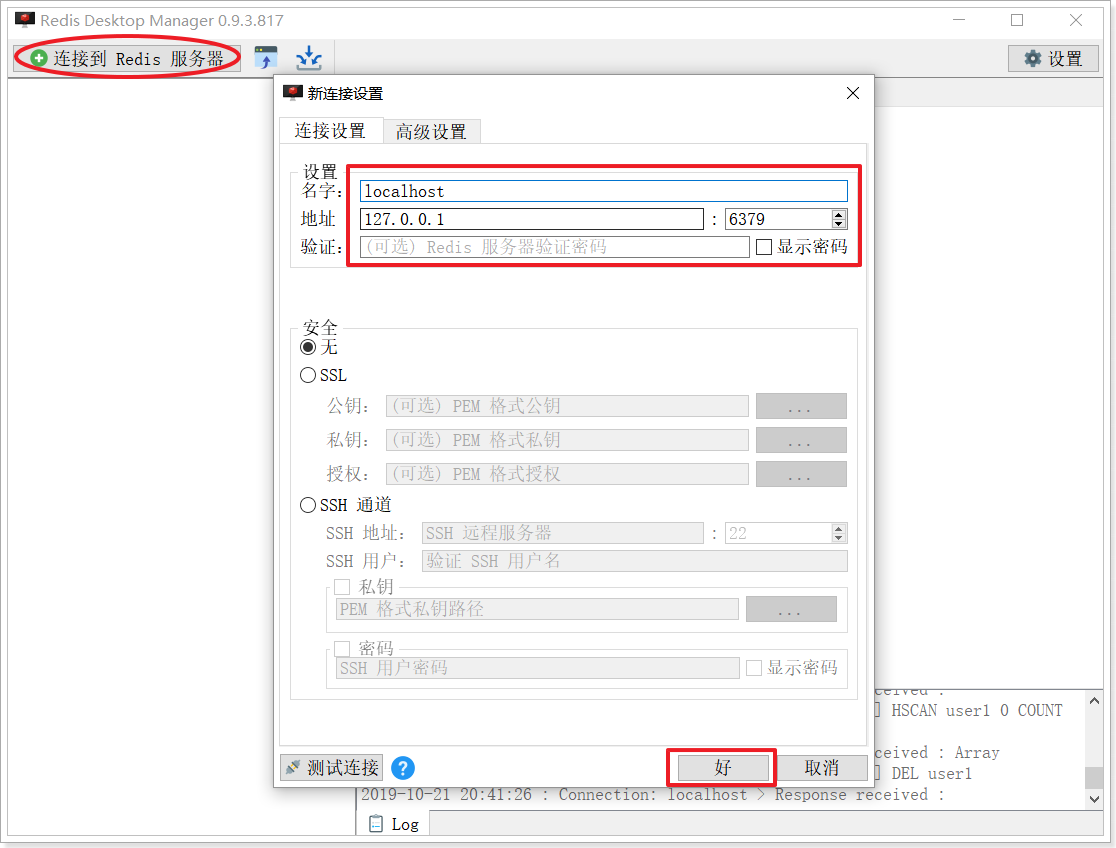 Redis Desktop Manager 0.9.3.817
连接到 Redis 服务器
设置
新连接设置
连接设置 高级设置
设置
名字: localhost
地址 127.0.0.1 : 6379
验证: (可选) Redis 服务器验证密码 显示密码
安全
无
SSL
公钥: (可选) PEM 格式公钥 ...
私钥: (可选) PEM 格式私钥 ...
授权: (可选) PEM 格式授权 ...
SSH 通道
SSH 地址: SSH 远程服务器 : 22
SSH 用户: 验证 SSH 用户名
私钥
PEM 格式私钥路径 ...
密码
SSH 用户密码 显示密码
测试连接 ? 好 取消
ceived :
] HSCAN user1 0 COUNT
ceived : Array
] DEL user1
2019-10-21 20:41:26 : Connection: localhost > Response received :
Log